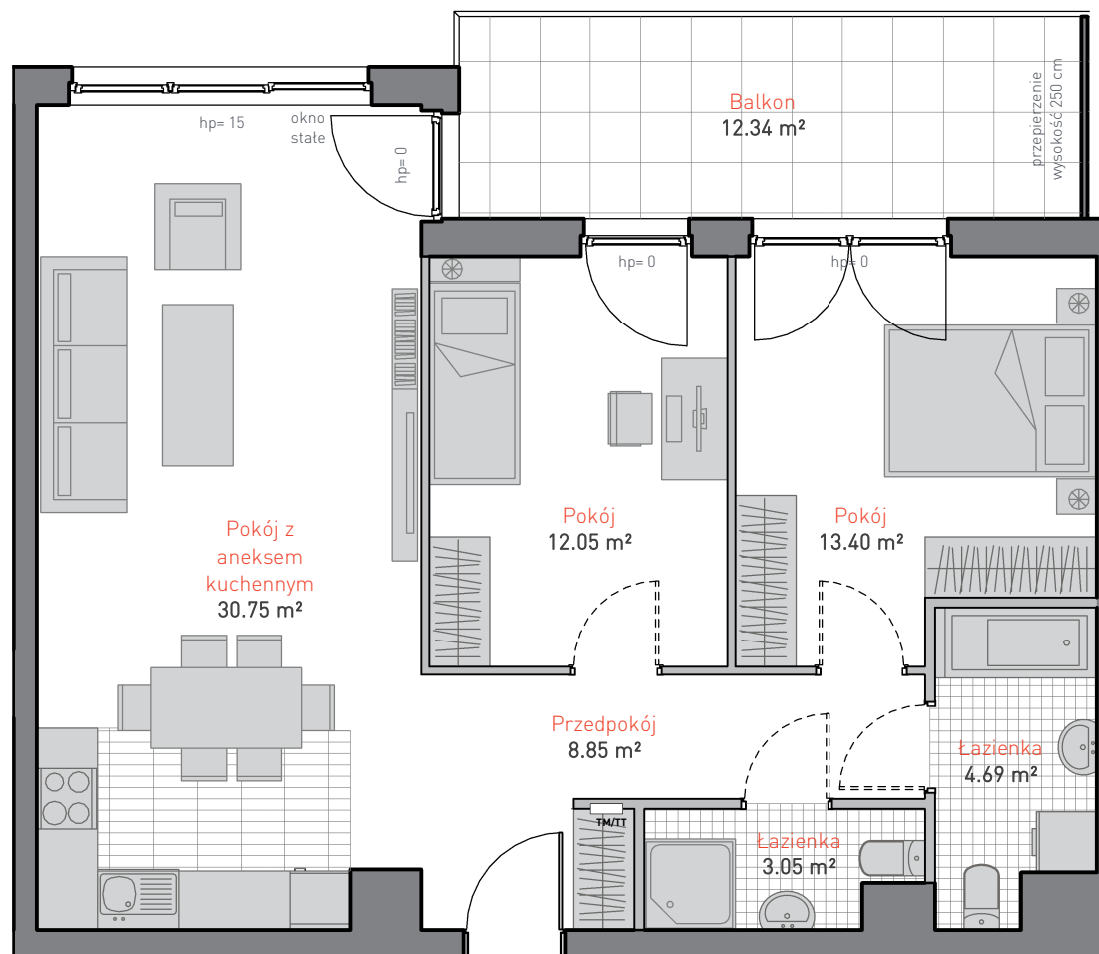 Balkon
12.34 m²
przepierzenie
wysokość 250 cm
hp= 15
okno
stałe
hp= 0
hp= 0
hp= 0
Pokój z
aneksem
kuchennym
30.75 m²
Pokój
12.05 m²
Pokój
13.40 m²
Przedpokój
8.85 m²
Łazienka
4.69 m²
TM/TT
Łazienka
3.05 m²